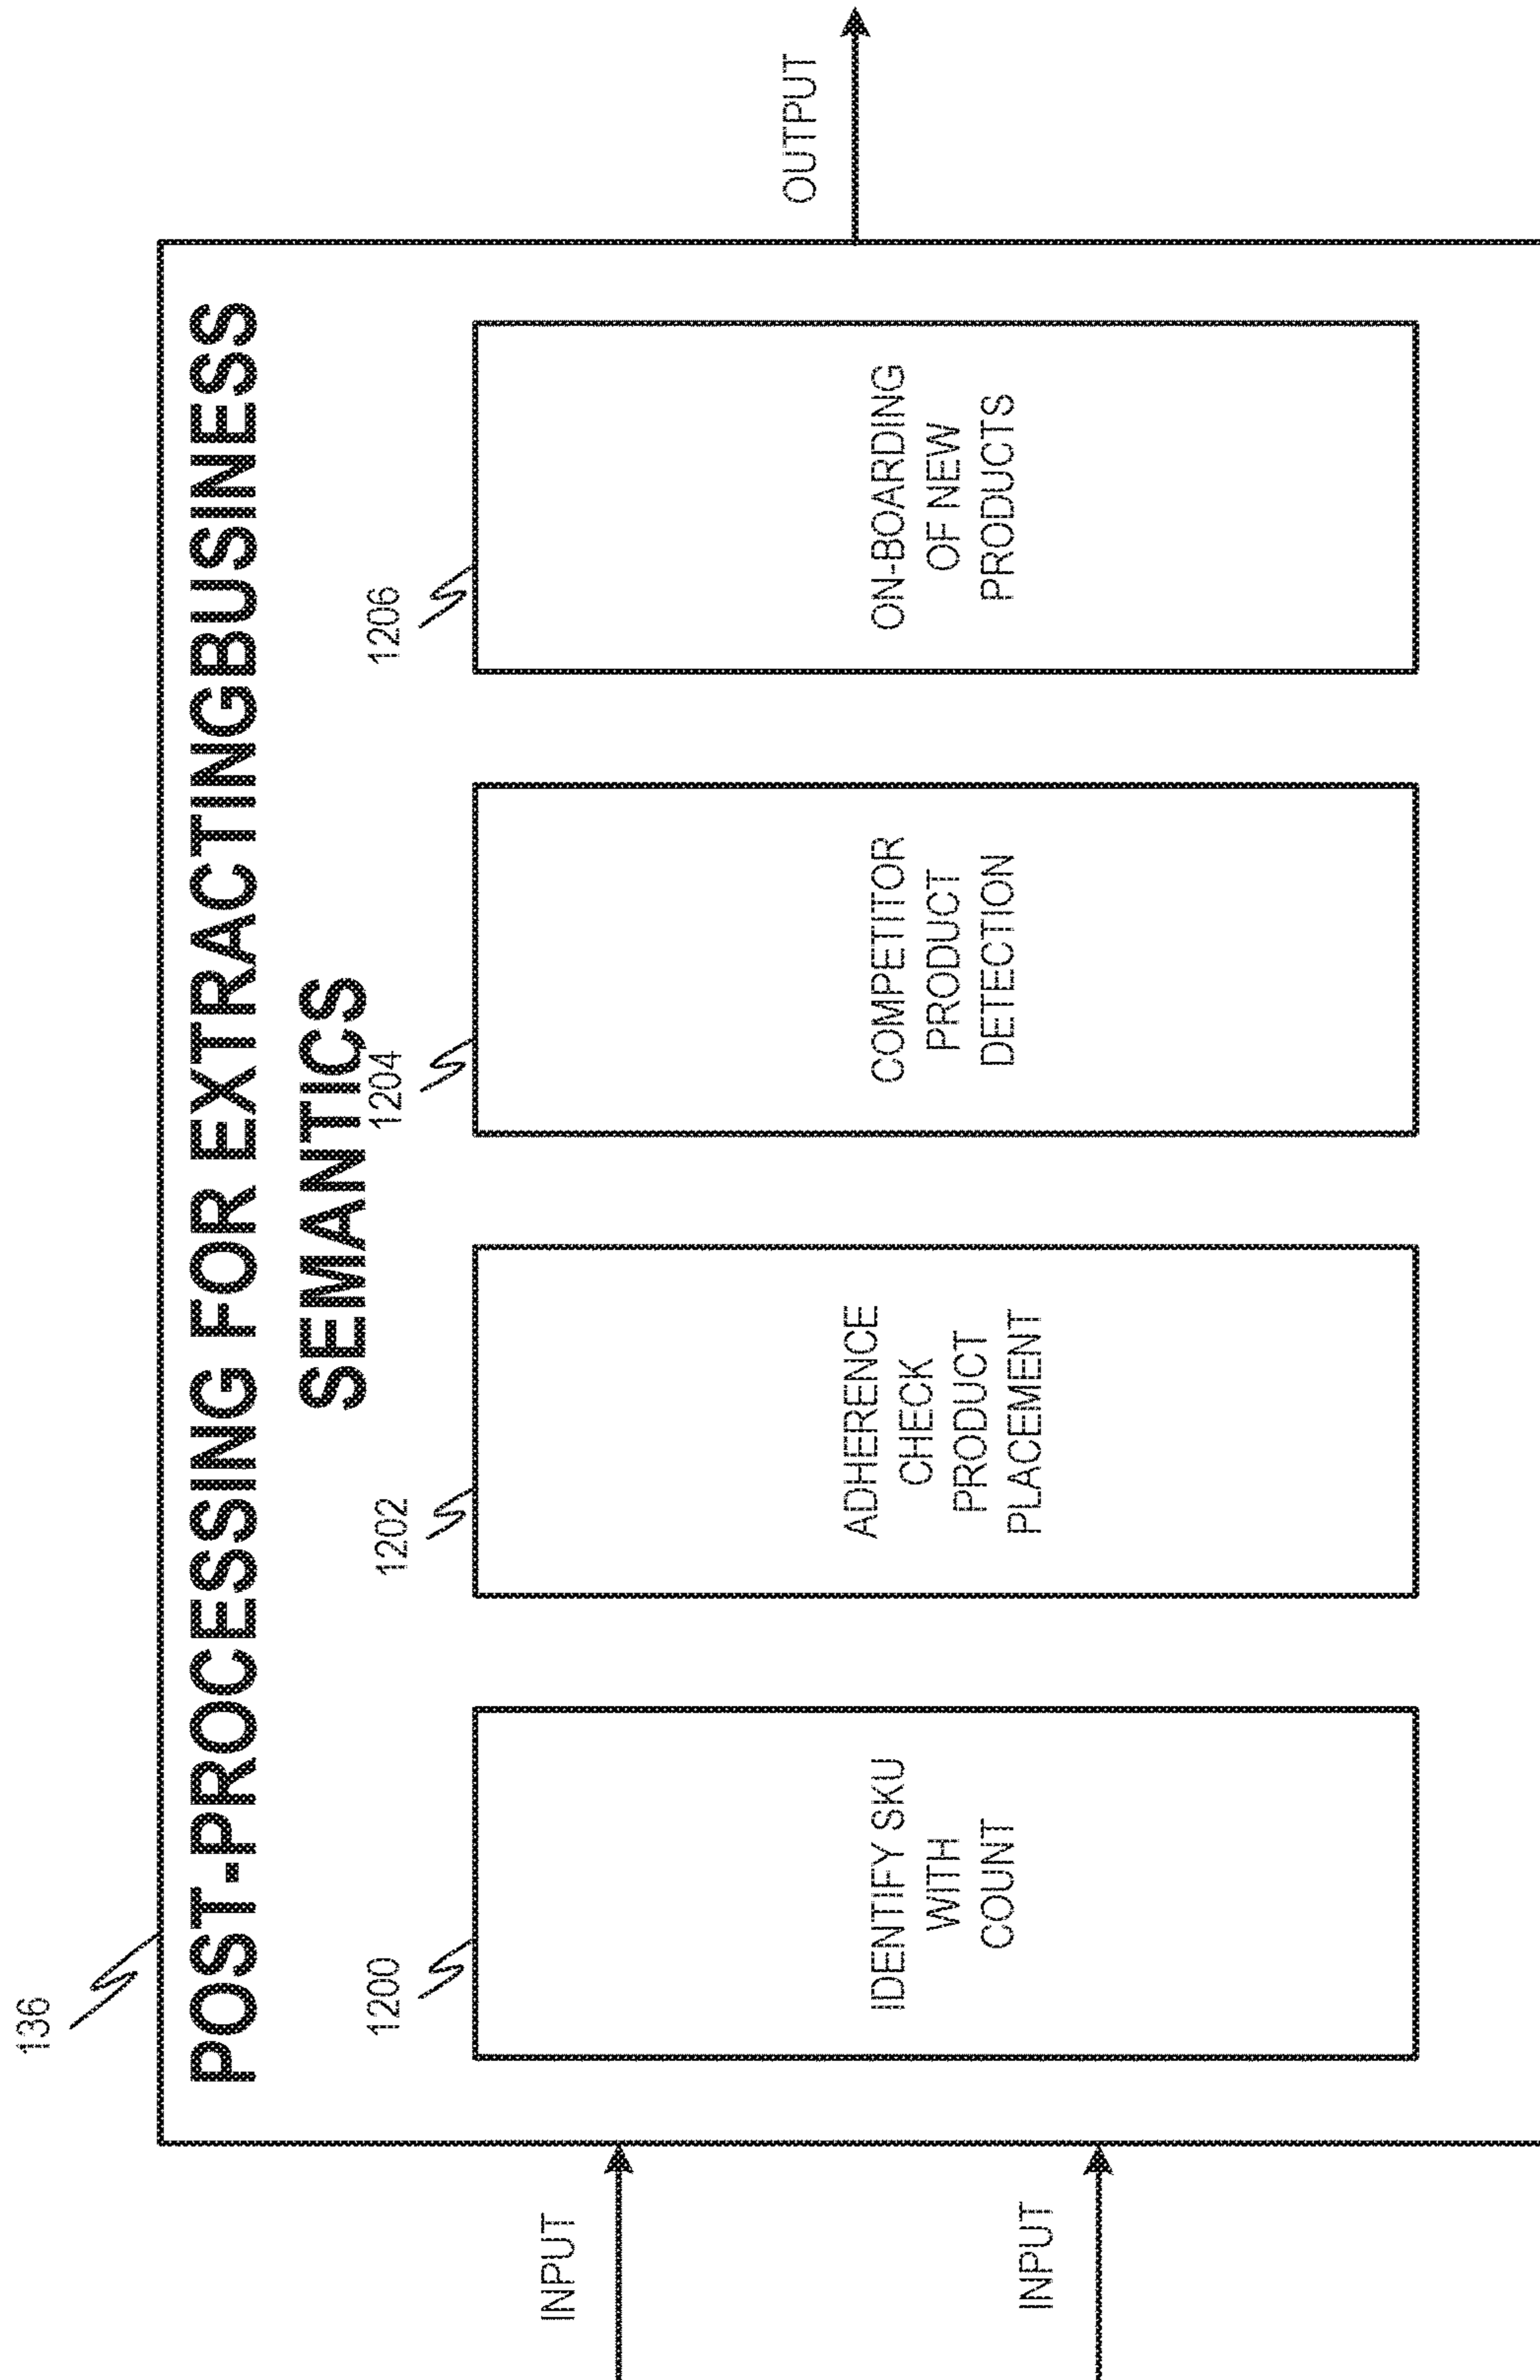 136
POST-PROCESSING FOR EXTRACTINGBUSINESS
SEMANTICS
1200
1202
1204
1206
INPUT
INPUT
IDENTIFY SKU
WITH
COUNT
ADHERENCE
CHECK
PRODUCT
PLACEMENT
COMPETITOR
PRODUCT
DETECTION
ON-BOARDING
OF NEW
PRODUCTS
OUTPUT